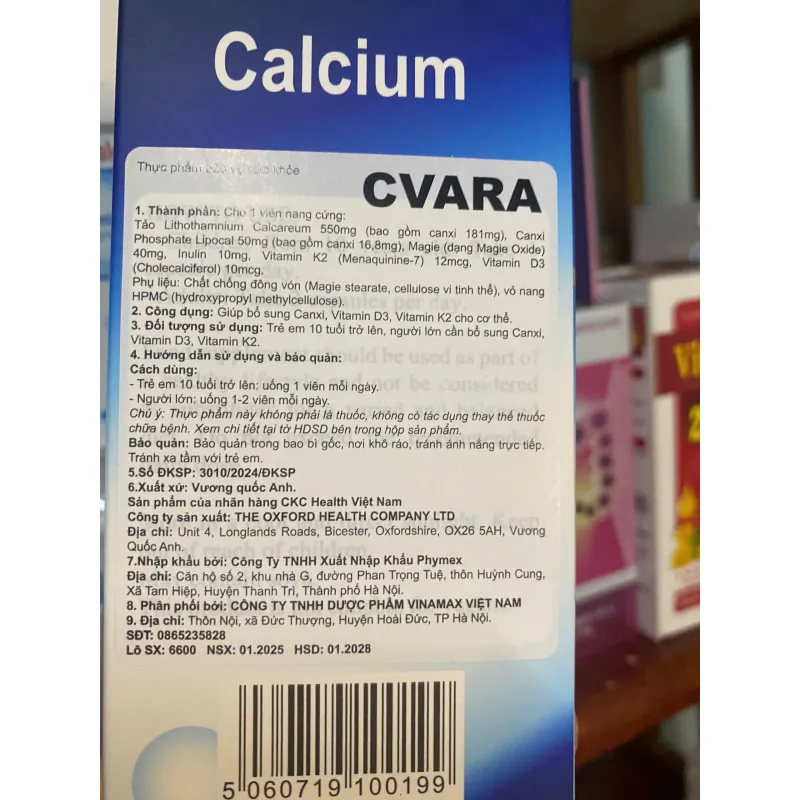 Calcium
Thực phẩm bảo vệ sức khỏe
CVARA
1. Thành phần: Cho 1 viên nang cứng:
Tảo Lithothamnium Calcareum 550mg (bao gồm canxi 181mg), Canxi
Phosphate Lipocal 50mg (bao gồm canxi 16,8mg), Magie (dạng Magie Oxide)
40mg, Inulin 10mg, Vitamin K2 (Menaquinine-7) 12mcg, Vitamin D3
(Cholecalciferol) 10mcg.
Phụ liệu: Chất chống đông vón (Magie stearate, cellulose vi tinh thể), vỏ nang
HPMC (hydroxypropyl methylcellulose).
2. Công dụng: Giúp bổ sung Canxi, Vitamin D3, Vitamin K2 cho cơ thể.
3. Đối tượng sử dụng: Trẻ em 10 tuổi trở lên, người lớn cần bổ sung Canxi,
Vitamin D3, Vitamin K2.
4. Hướng dẫn sử dụng và bảo quản:
Cách dùng:
- Trẻ em 10 tuổi trở lên: uống 1 viên mỗi ngày.
- Người lớn: uống 1-2 viên mỗi ngày.
Chú ý: Thực phẩm này không phải là thuốc, không có tác dụng thay thế thuốc
chữa bệnh. Xem chi tiết tại tờ HDSD bên trong hộp sản phẩm.
Bảo quản: Bảo quản trong bao bì gốc, nơi khô ráo, tránh ánh nắng trực tiếp.
Tránh xa tầm với trẻ em.
5.Số ĐKSP: 3010/2024/ĐKSP
6.Xuất xứ: Vương quốc Anh.
Sản phẩm của nhãn hàng CKC Health Việt Nam
Công ty sản xuất: THE OXFORD HEALTH COMPANY LTD
Địa chỉ: Unit 4, Longlands Roads, Bicester, Oxfordshire, OX26 5AH, Vương
Quốc Anh.
7.Nhập khẩu bởi: Công Ty TNHH Xuất Nhập Khẩu Phymex
Địa chỉ: Căn hộ số 2, khu nhà G, đường Phan Trọng Tuệ, thôn Huỳnh Cung,
Xã Tam Hiệp, Huyện Thanh Trì, Thành phố Hà Nội.
8. Phân phối bởi: CÔNG TY TNHH DƯỢC PHẨM VINAMAX VIỆT NAM
9. Địa chỉ: Thôn Nội, xã Đức Thượng, Huyện Hoài Đức, TP Hà Nội.
SĐT: 0865235828
Lô SX: 6600 NSX: 01.2025 HSD: 01.2028
5 060719 100199